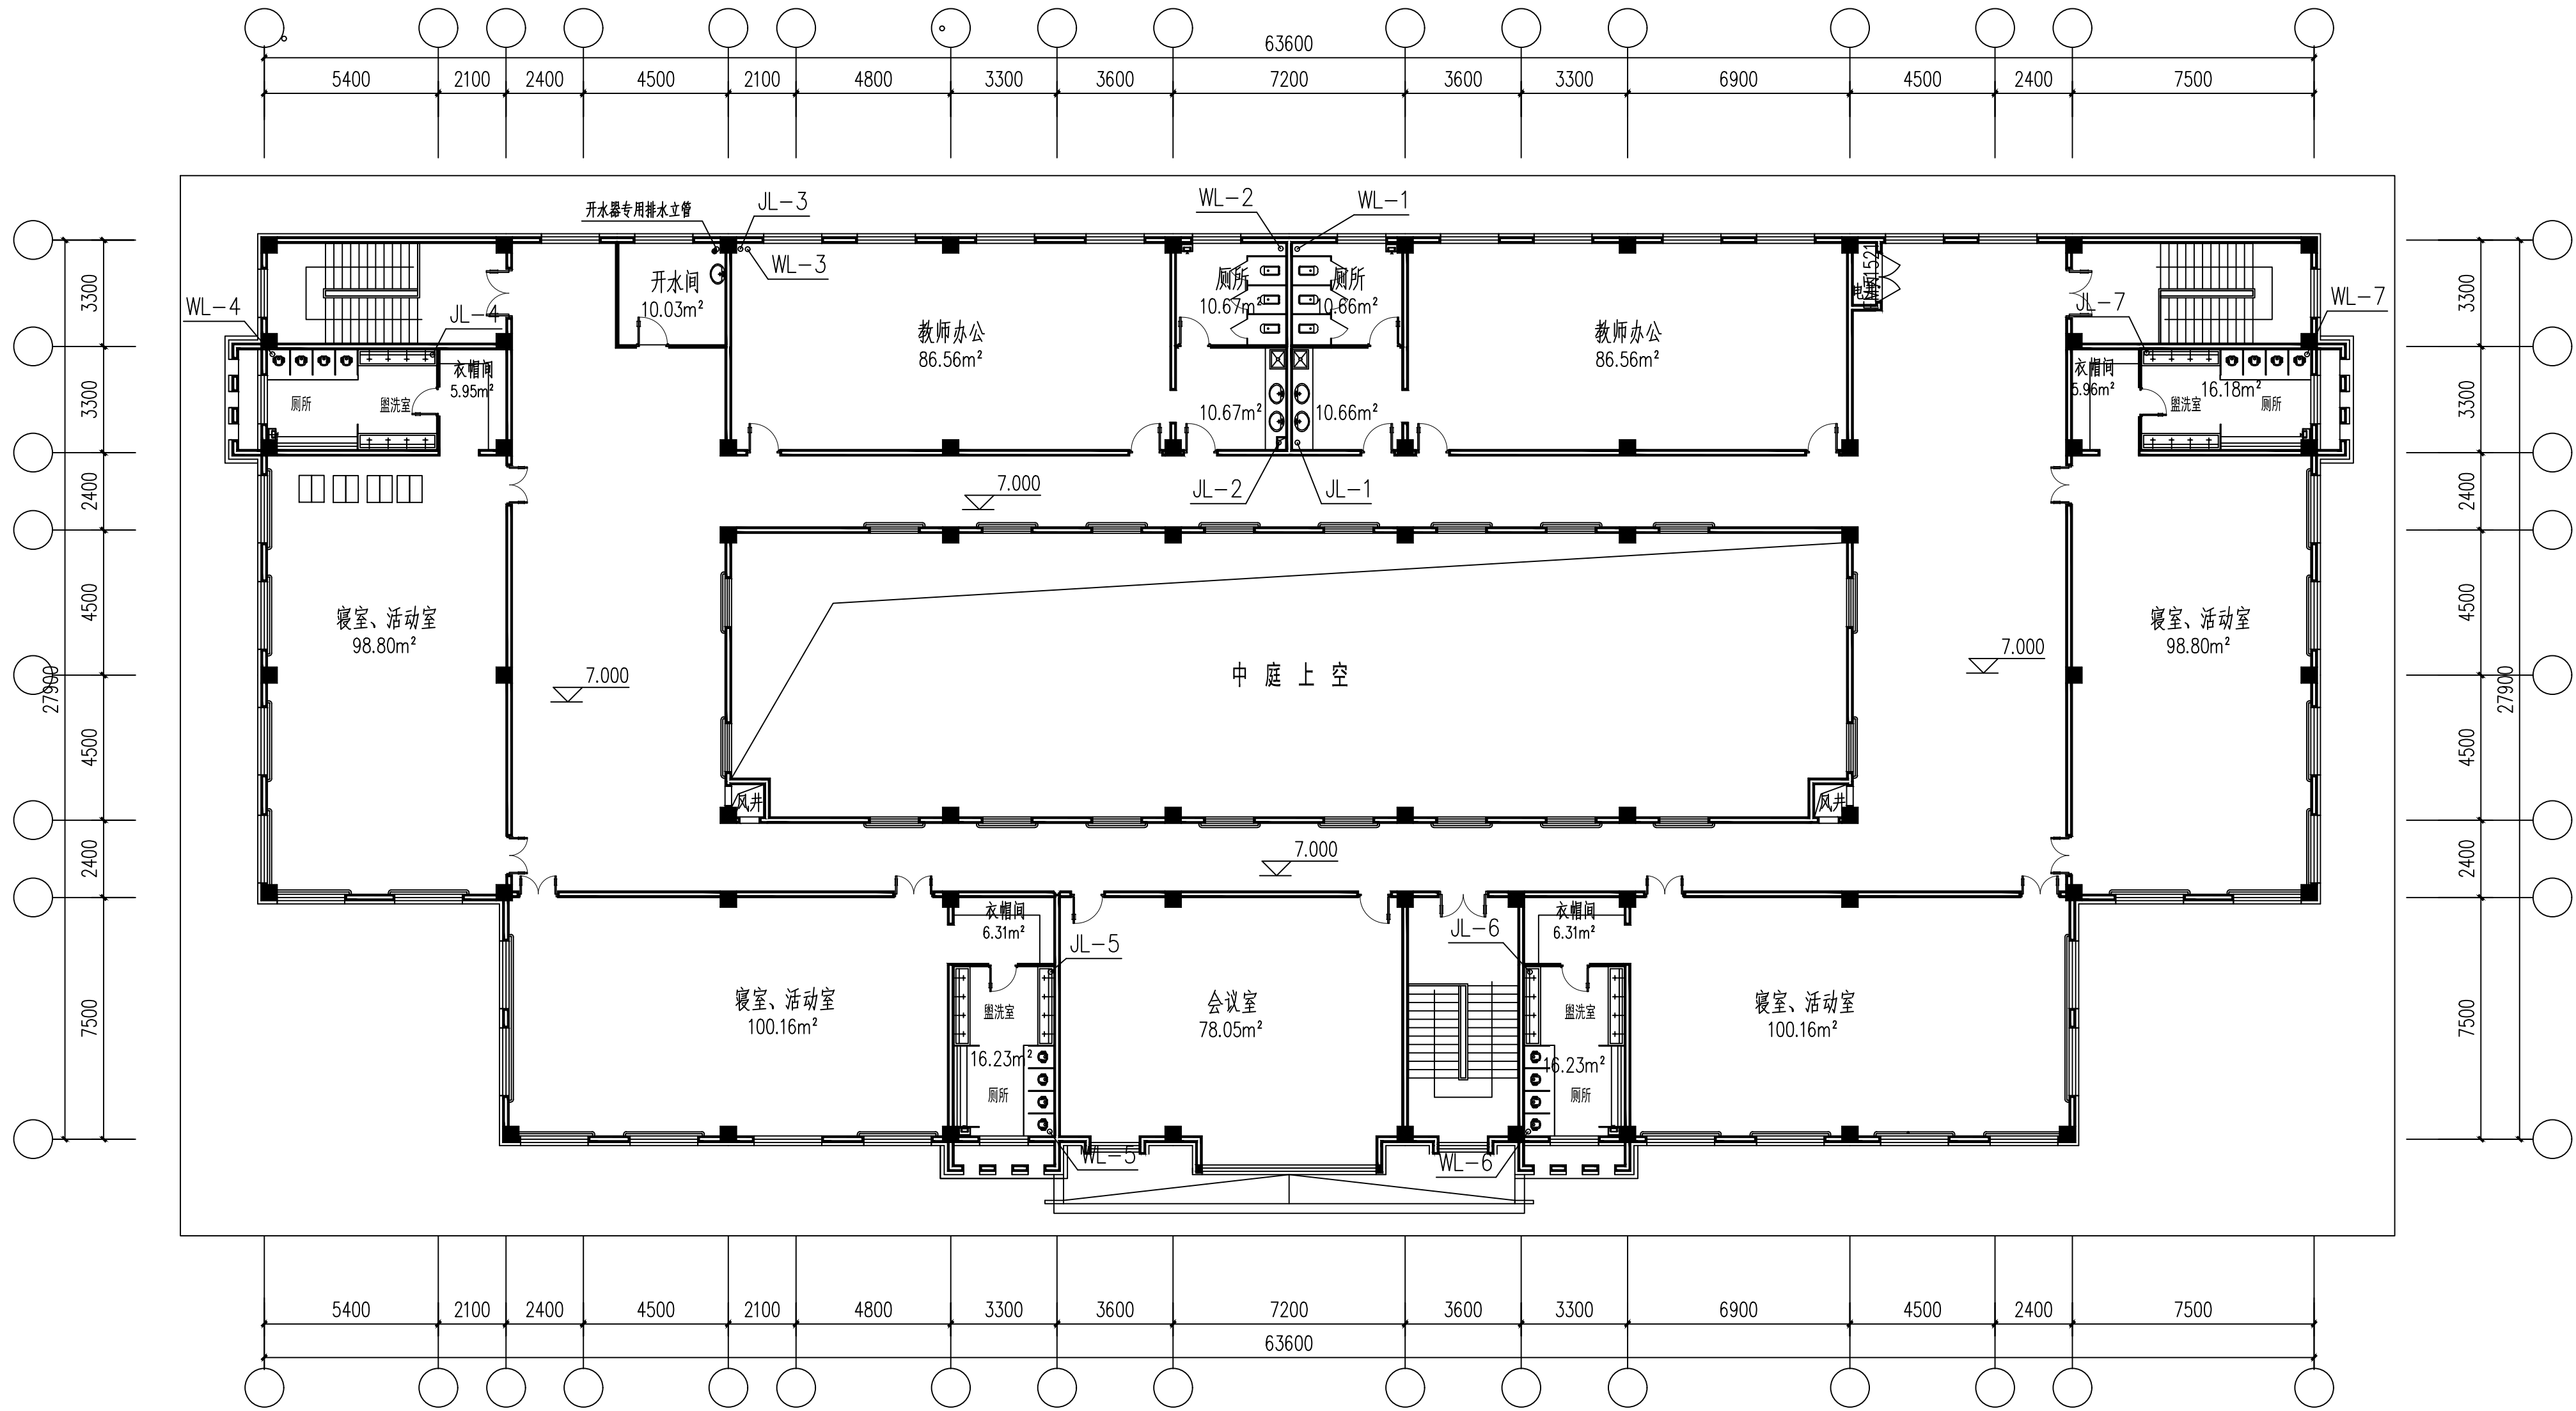 63600
5400 2100 2400 4500 2100 4800 3300 3600 7200 3600 3300 6900 4500 2400 7500
开水器专用排水立管
JL-3
WL-2
WL-1
WL-3
WL-4
JL-4
JL-7
WL-7
开水间
10.03m²
厕所
10.67m²
厕所
10.66m²
1521
教师办公
86.56m²
教师办公
86.56m²
衣帽间
5.95m²
厕所
盥洗室
10.67m²
10.66m²
衣帽间
5.96m²
16.18m²
盥洗室
厕所
JL-2
JL-1
7.000
寝室、活动室
98.80m²
7.000
中庭上空
7.000
寝室、活动室
98.80m²
风井
风井
7.000
衣帽间
6.31m²
JL-5
JL-6
衣帽间
6.31m²
寝室、活动室
100.16m²
盥洗室
16.23m²
厕所
会议室
78.05m²
盥洗室
16.23m²
厕所
寝室、活动室
100.16m²
WL-5
WL-6
3300
3300
2400
4500
4500
2400
7500
27900
3300
3300
2400
4500
4500
2400
7500
27900
5400 2100 2400 4500 2100 4800 3300 3600 7200 3600 3300 6900 4500 2400 7500
63600